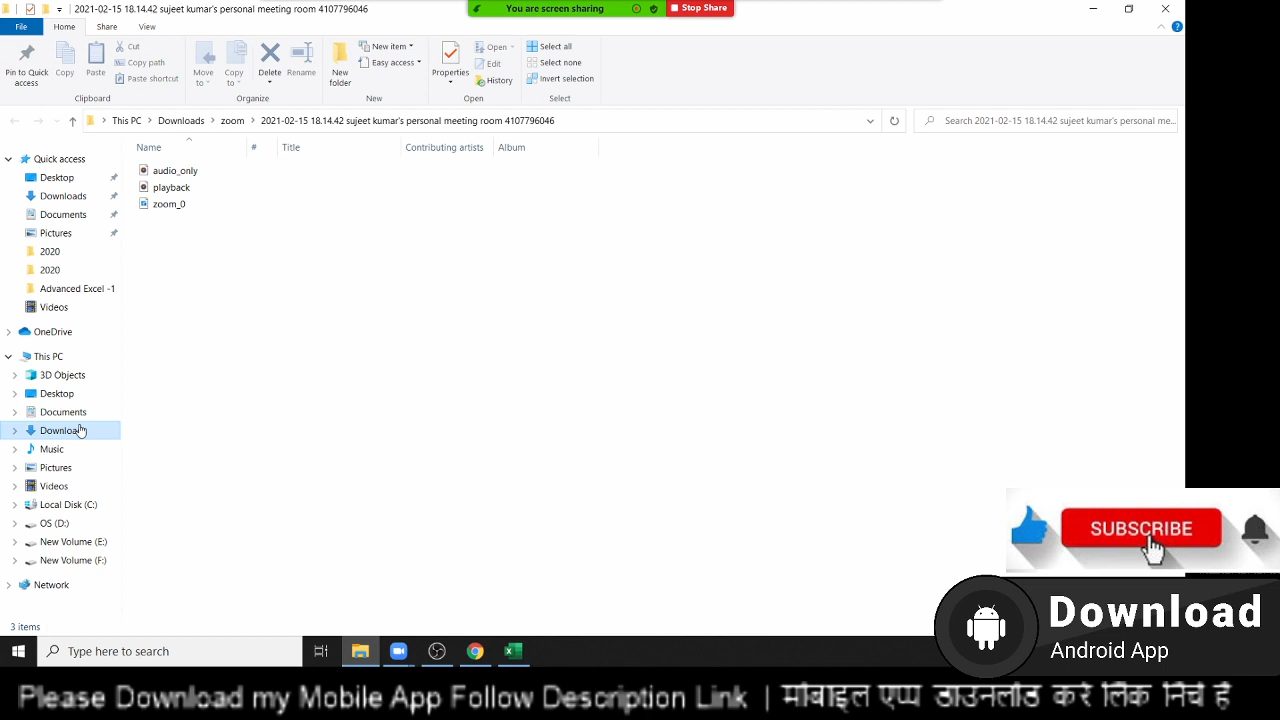 2021-02-15 18.14.42 sujeet kumar's personal meeting room 4107796046
You are screen sharing
Stop Share
File
Home
Share
View
Pin to Quick access
Copy
Paste
Cut
Copy path
Paste shortcut
Clipboard
Move to
Copy to
Delete
Rename
Organize
New folder
New item
Easy access
New
Properties
Open
Edit
History
Open
Select all
Select none
Invert selection
Select
This PC > Downloads > zoom > 2021-02-15 18.14.42 sujeet kumar's personal meeting room 4107796046
Search 2021-02-15 18.14.42 sujeet kumar's personal me...
Name
#
Title
Contributing artists
Album
audio_only
playback
zoom_0
Quick access
Desktop
Downloads
Documents
Pictures
2020
2020
Advanced Excel -1
Videos
OneDrive
This PC
3D Objects
Desktop
Documents
Downloads
Music
Pictures
Videos
Local Disk (C:)
OS (D:)
New Volume (E:)
New Volume (F:)
Network
3 items
SUBSCRIBE
Download
Android App
Type here to search
Please Download my Mobile App Follow Description Link | मोबाइल एप्प डाउनलोड करे लिंक निचे है